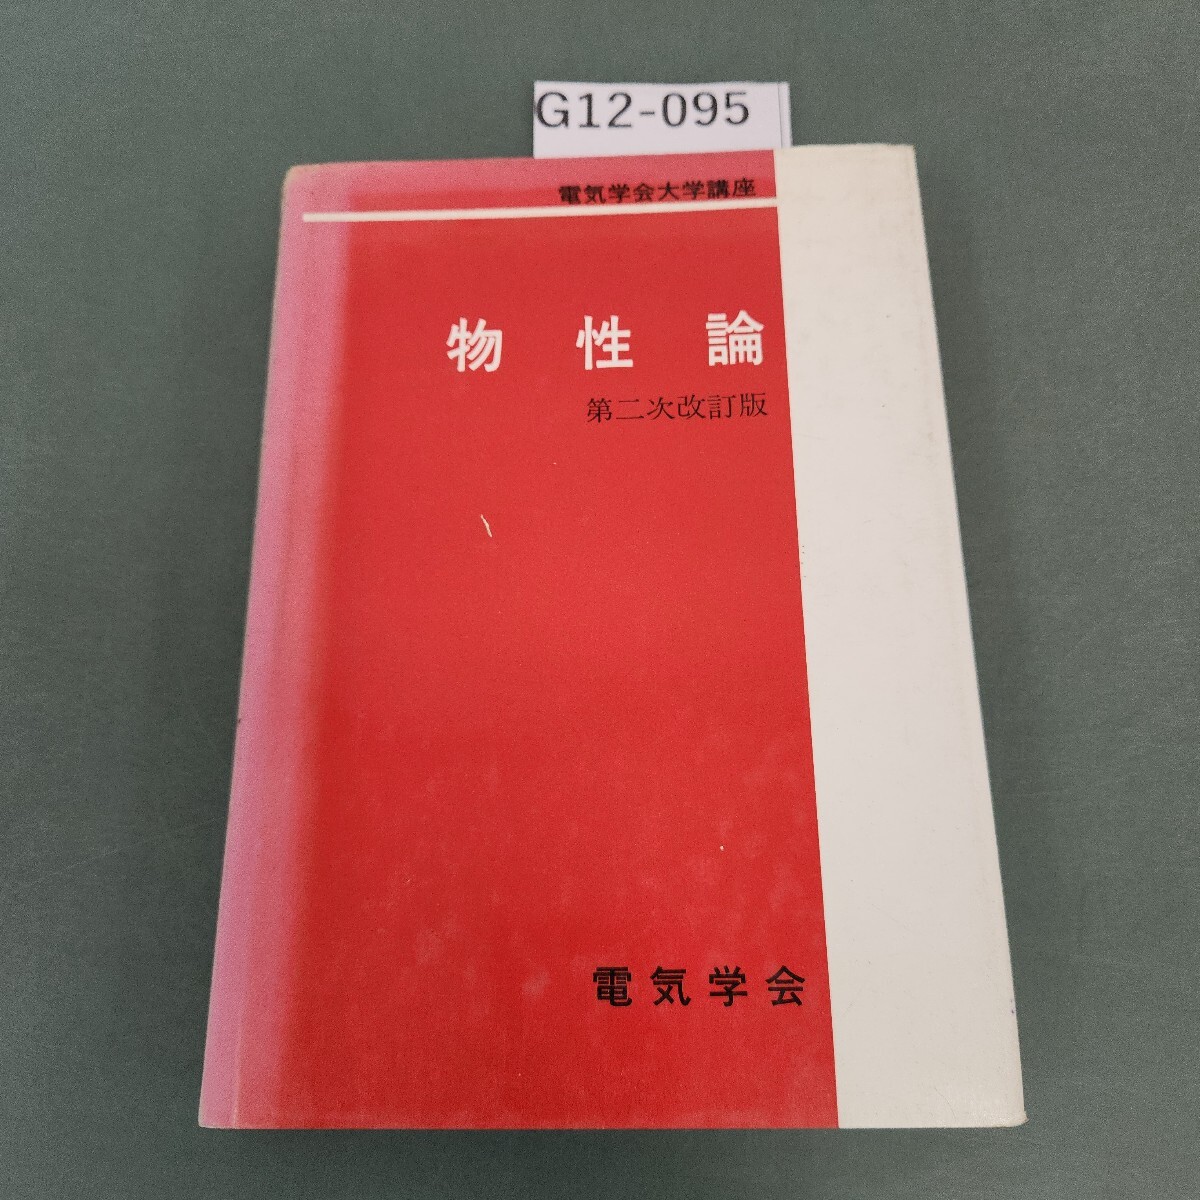 G12-095
電気学会大学講座
物性論
第二次改訂版
電気学会